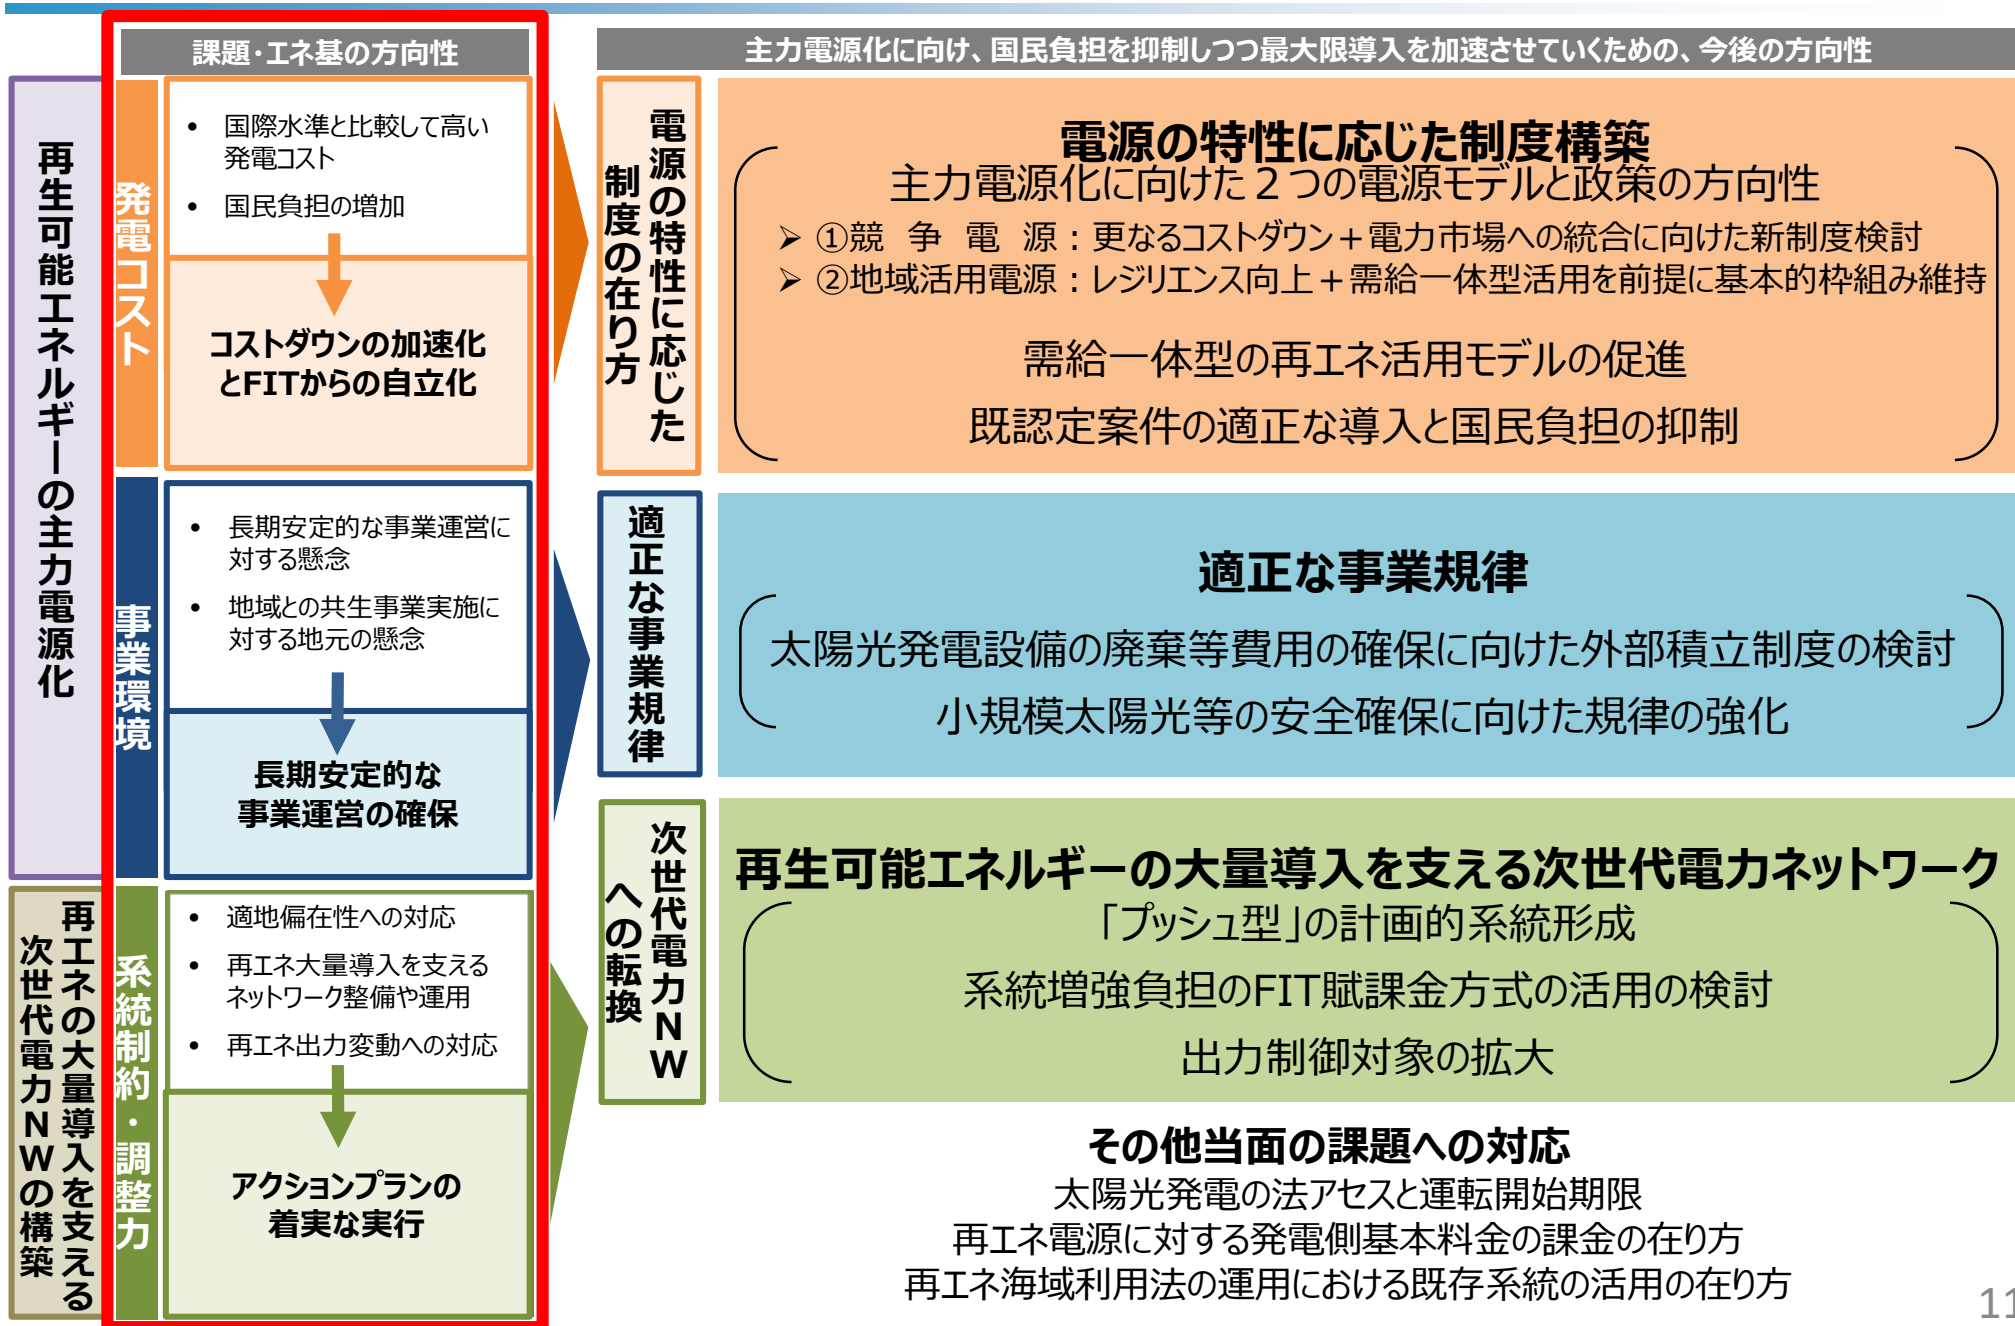 課題・エネ基の方向性
主力電源化に向け、国民負担を抑制しつつ最大限導入を加速させていくための、今後の方向性
再生可能エネルギーの主力電源化
発電コスト
• 国際水準と比較して高い
発電コスト
• 国民負担の増加
コストダウンの加速化
とFITからの自立化
電源の特性に応じた
制度の在り方
電源の特性に応じた制度構築
主力電源化に向けた２つの電源モデルと政策の方向性
➢ ①競 争 電 源：更なるコストダウン＋電力市場への統合に向けた新制度検討
➢ ②地域活用電源：レジリエンス向上＋需給一体型活用を前提に基本的枠組み維持
需給一体型の再エネ活用モデルの促進
既認定案件の適正な導入と国民負担の抑制
事業環境
• 長期安定的な事業運営に
対する懸念
• 地域との共生事業実施に
対する地元の懸念
長期安定的な
事業運営の確保
適正な事業規律
適正な事業規律
太陽光発電設備の廃棄等費用の確保に向けた外部積立制度の検討
小規模太陽光等の安全確保に向けた規律の強化
再エネの大量導入を支える
次世代電力NWの構築
系統制約・調整力
• 適地偏在性への対応
• 再エネ大量導入を支える
ネットワーク整備や運用
• 再エネ出力変動への対応
アクションプランの
着実な実行
次世代電力NW
への転換
再生可能エネルギーの大量導入を支える次世代電力ネットワーク
「プッシュ型」の計画的系統形成
系統増強負担のFIT賦課金方式の活用の検討
出力制御対象の拡大
その他当面の課題への対応
太陽光発電の法アセスと運転開始期限
再エネ電源に対する発電側基本料金の課金の在り方
再エネ海域利用法の運用における既存系統の活用の在り方
11